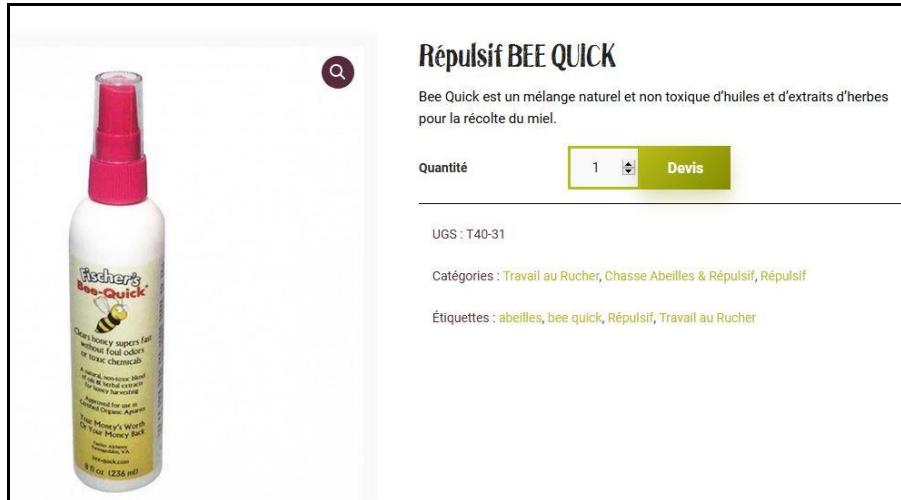 Répulsif BEE QUICK
Bee Quick est un mélange naturel et non toxique d'huiles et d'extraits d'herbes
pour la récolte du miel.
Quantité
1
Devis
UGS : T40-31
Catégories : Travail au Rucher, Chasse Abeilles & Répulsif, Répulsif
Étiquettes : abeilles, bee quick, Répulsif, Travail au Rucher
Fischer's
Bee-Quick
Clears honey supers fast
without foul odors
or toxic chemicals
A natural, non-toxic blend
of oils & herbal extracts
for honey harvesting
Approved for use in
Certified Organic Apiaries
Your Money's Worth
Or Your Money Back
bee-quick.com
8 fl oz (236 ml)